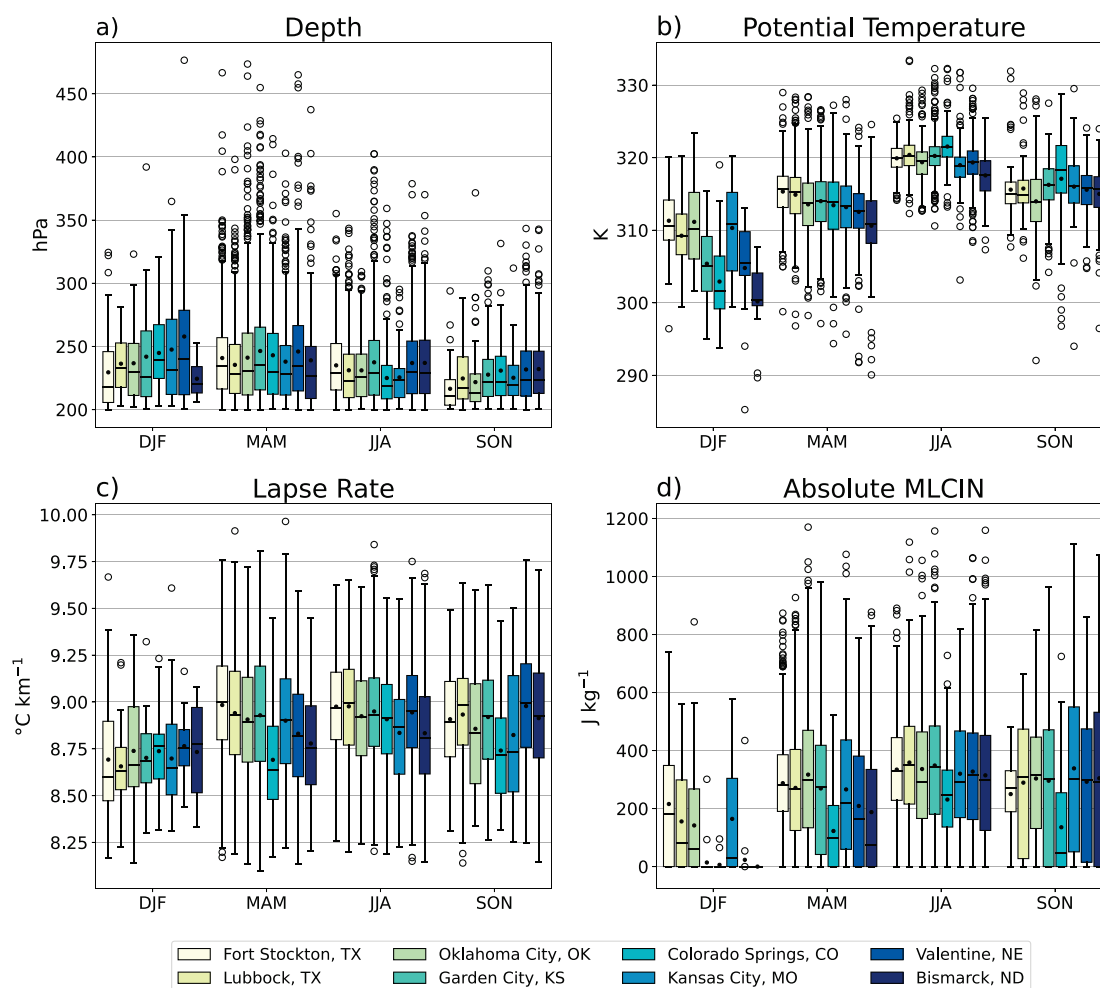 a) Depth
b) Potential Temperature
450
400
350
300
250
200
hPa
DJF MAM JJA SON
330
320
310
300
290
K
DJF MAM JJA SON
c) Lapse Rate
d) Absolute MLCIN
10.00
9.75
9.50
9.25
9.00
8.75
8.50
8.25
°C km⁻¹
DJF MAM JJA SON
1200
1000
800
600
400
200
0
J kg⁻¹
DJF MAM JJA SON
Fort Stockton, TX Oklahoma City, OK Colorado Springs, CO Valentine, NE
Lubbock, TX Garden City, KS Kansas City, MO Bismarck, ND